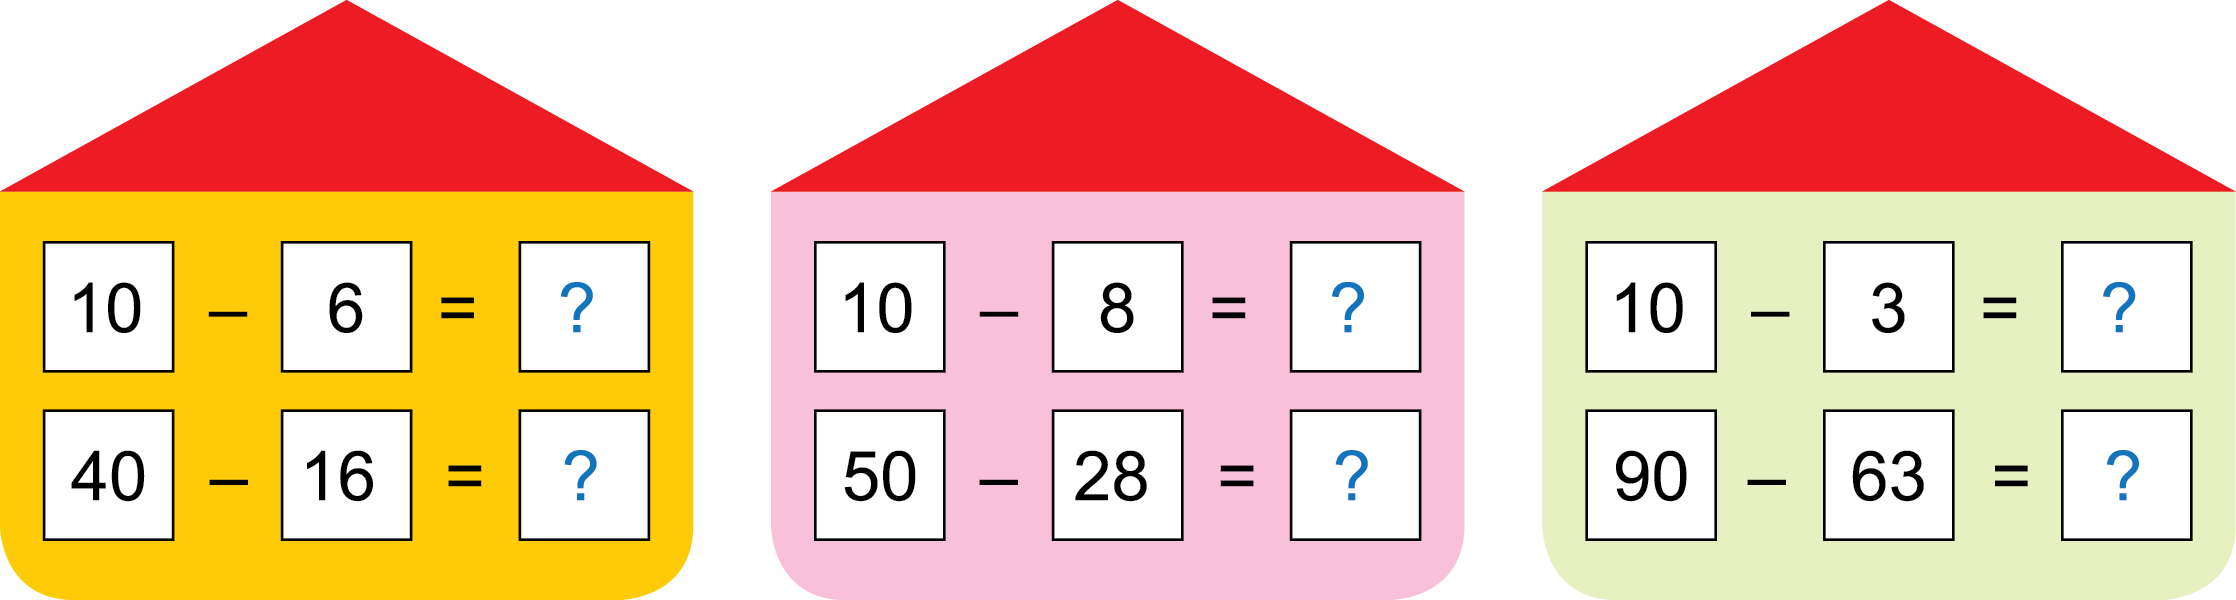 10 – 6 = ?
40 – 16 = ?
10 – 8 = ?
50 – 28 = ?
10 – 3 = ?
90 – 63 = ?